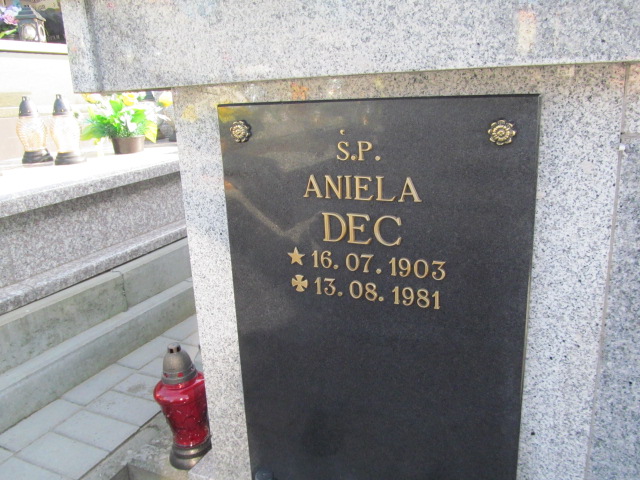 Ś.P.
ANIELA
DEC
★ 16. 07. 1903
✠ 13. 08. 1981